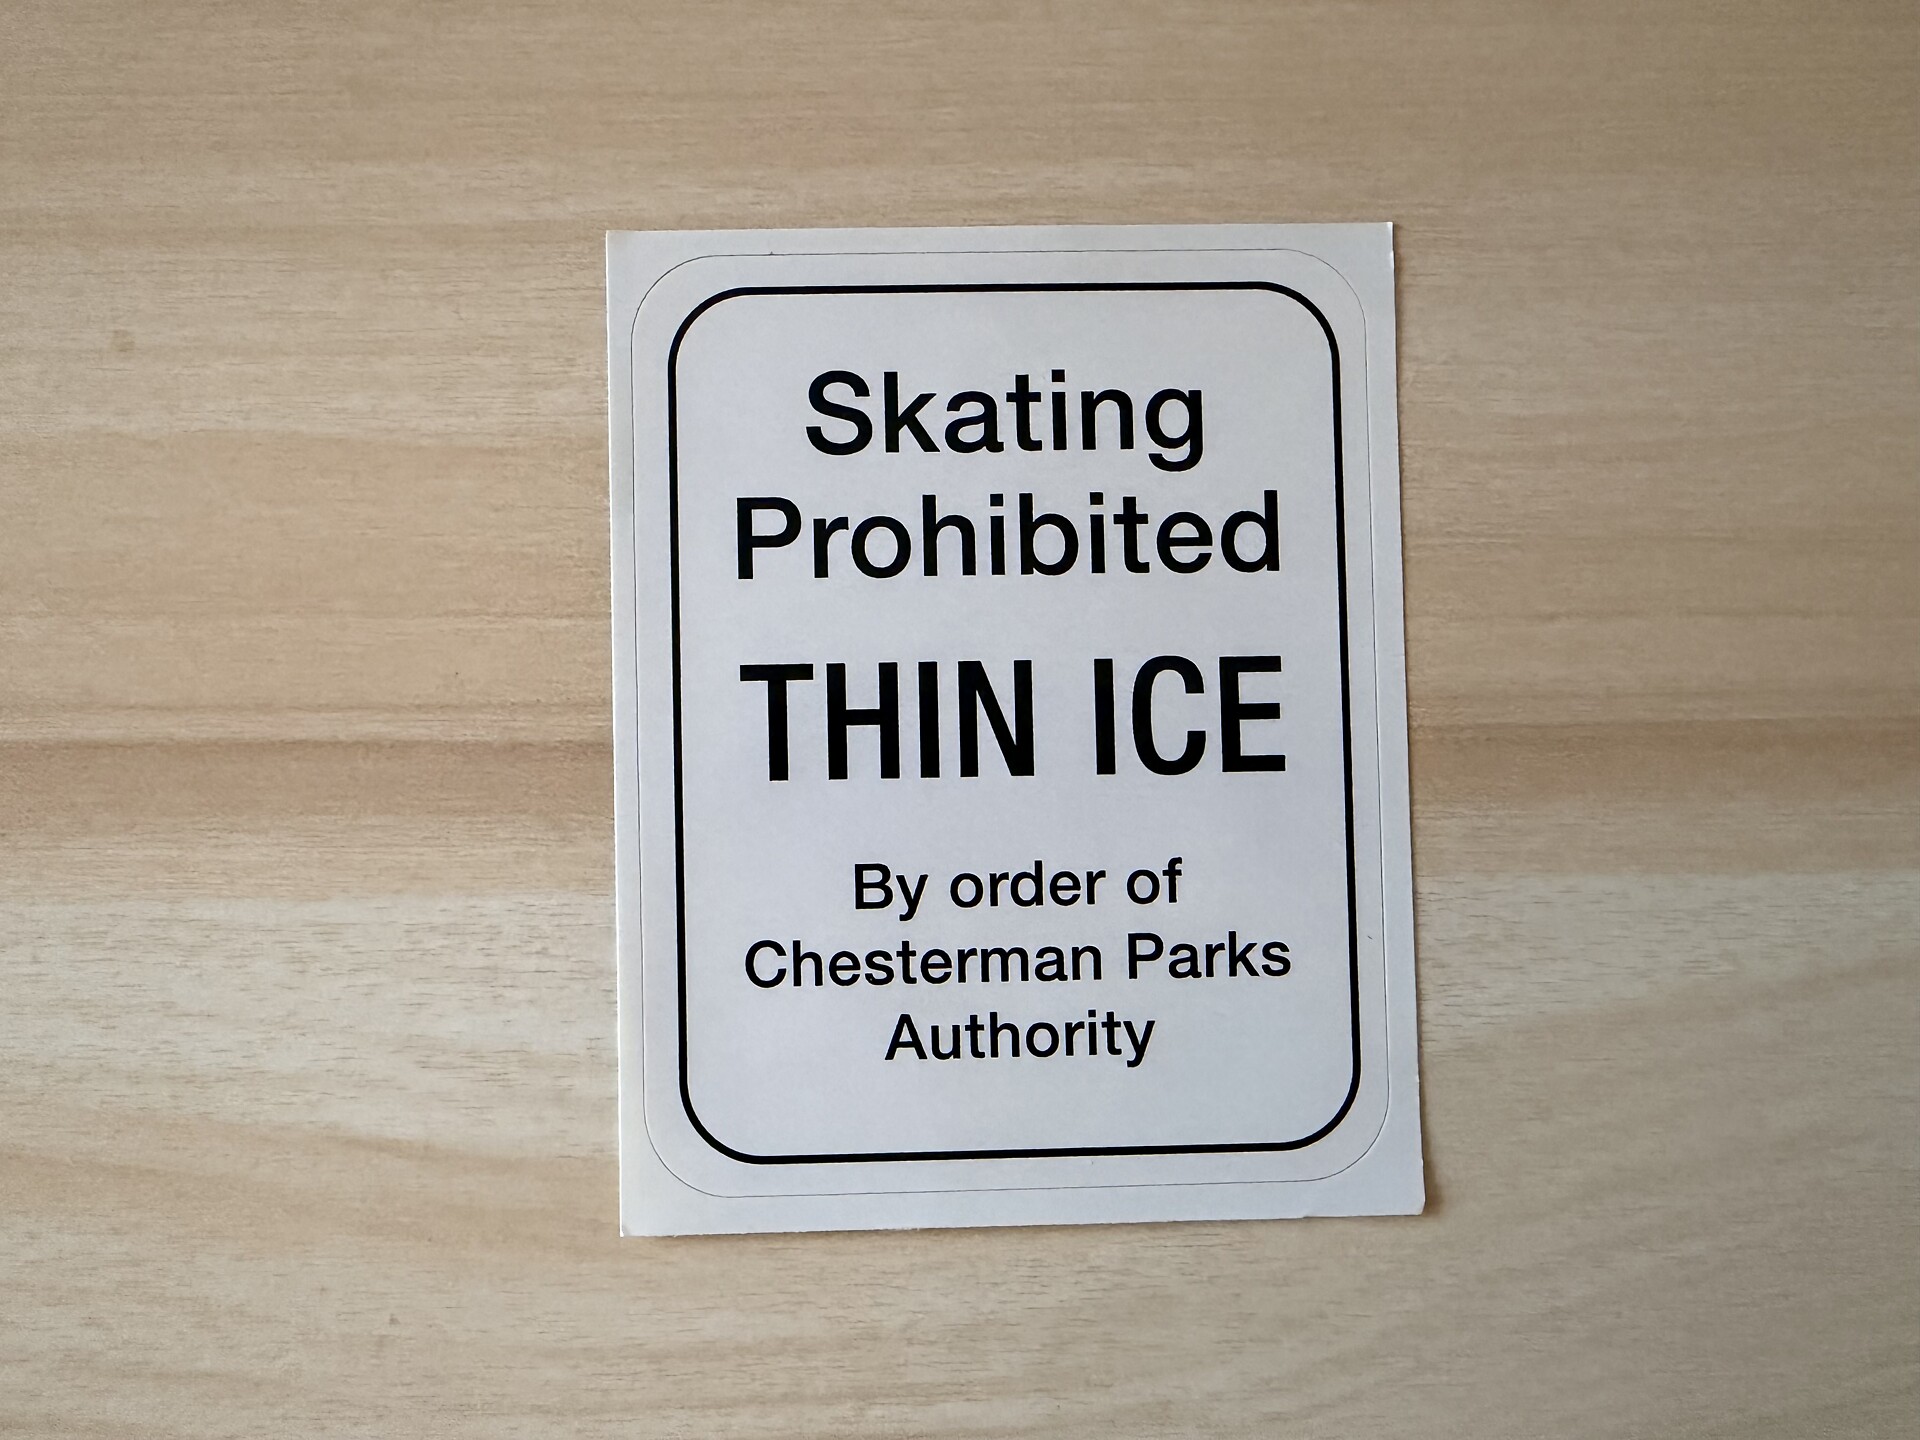 Skating
Prohibited
THIN ICE
By order of
Chesterman Parks
Authority